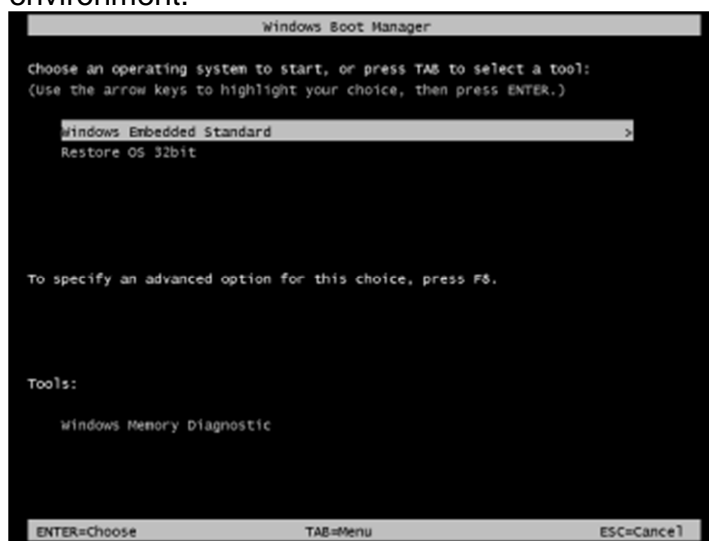 environment.
Windows Boot Manager
Choose an operating system to start, or press TAB to select a tool:
(Use the arrow keys to highlight your choice, then press ENTER.)
Windows Embedded Standard >
Restore OS 32bit
To specify an advanced option for this choice, press F8.
Tools:
Windows Memory Diagnostic
ENTER=Choose TAB=Menu ESC=Cancel